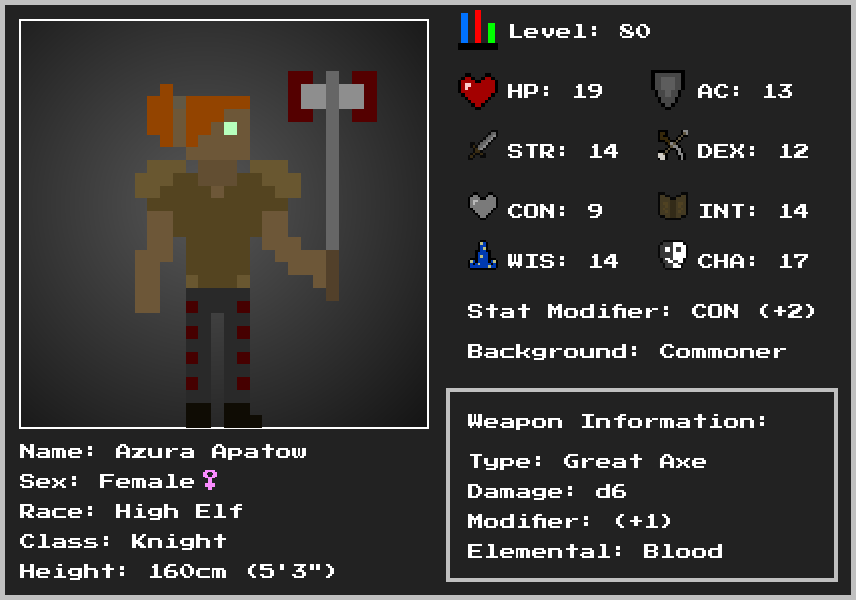 Level: 80
HP: 19
AC: 13
STR: 14
DEX: 12
CON: 9
INT: 14
WIS: 14
CHA: 17
Stat Modifier: CON (+2)
Background: Commoner
Weapon Information:
Type: Great Axe
Damage: d6
Modifier: (+1)
Elemental: Blood
Name: Azura Apatow
Sex: Female♀
Race: High Elf
Class: Knight
Height: 160cm (5'3")